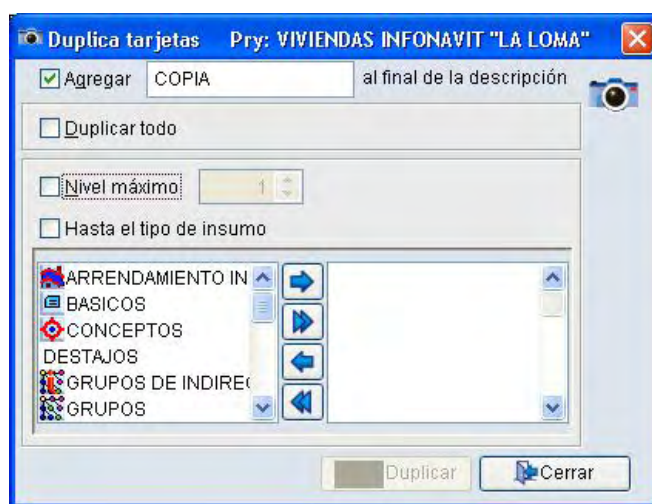 Duplica tarjetas Pry: VIVIENDAS INFONAVIT "LA LOMA"
Agregar COPIA al final de la descripción
Duplicar todo
Nivel máximo 1
Hasta el tipo de insumo
ARRENDAMIENTO IN
BASICOS
CONCEPTOS
DESTAJOS
GRUPOS DE INDIREC
GRUPOS
Duplicar Cerrar